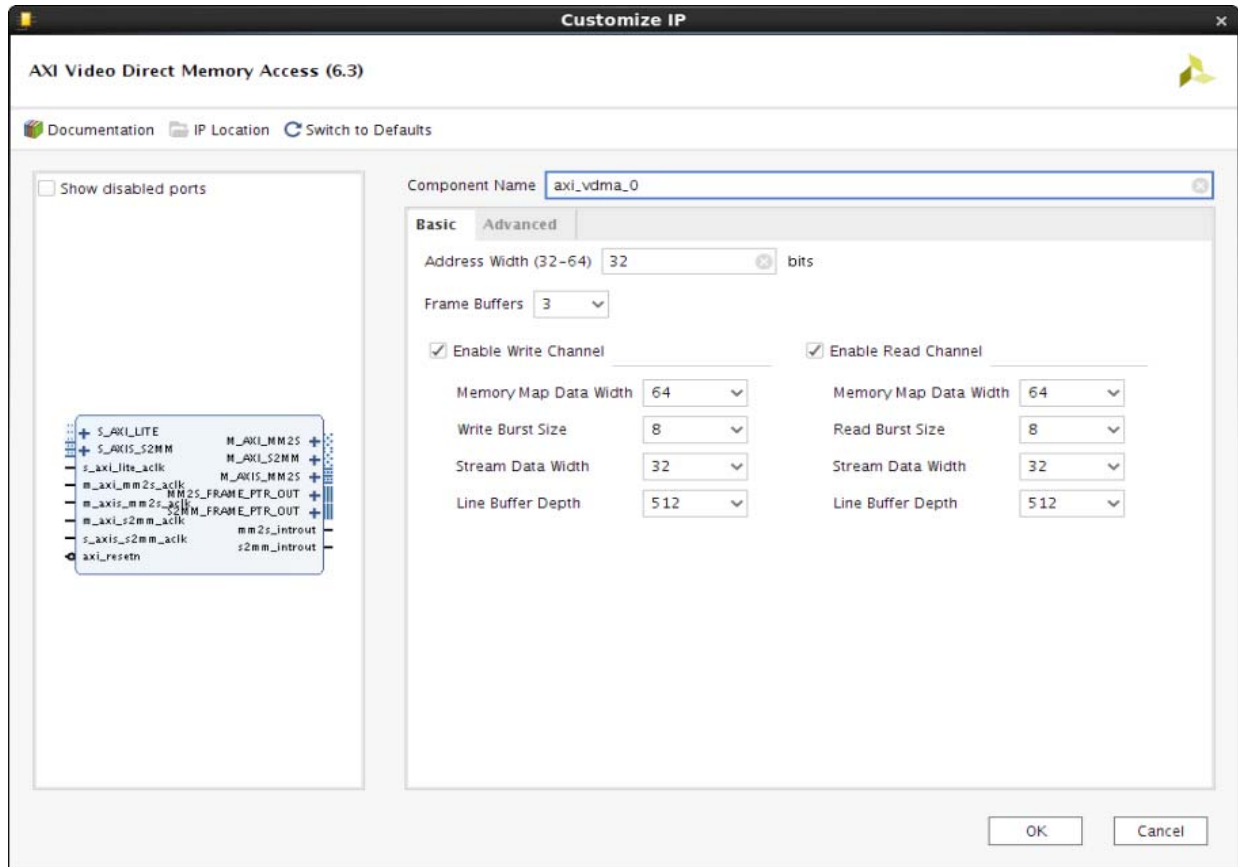 Customize IP
AXI Video Direct Memory Access (6.3)
Documentation IP Location Switch to Defaults
Show disabled ports
S_AXI_LITE
S_AXIS_S2MM
s_axi_lite_aclk
m_axi_mm2s_aclk
m_axis_mm2s_aclk
m_axi_s2mm_aclk
s_axis_s2mm_aclk
axi_resetn
M_AXI_MM2S
M_AXI_S2MM
M_AXIS_MM2S
MM2S_FRAME_PTR_OUT
S2MM_FRAME_PTR_OUT
mm2s_introut
s2mm_introut
Component Name axi_vdma_0
Basic Advanced
Address Width (32-64) 32 bits
Frame Buffers 3
Enable Write Channel
Memory Map Data Width 64
Write Burst Size 8
Stream Data Width 32
Line Buffer Depth 512
Enable Read Channel
Memory Map Data Width 64
Read Burst Size 8
Stream Data Width 32
Line Buffer Depth 512
OK Cancel